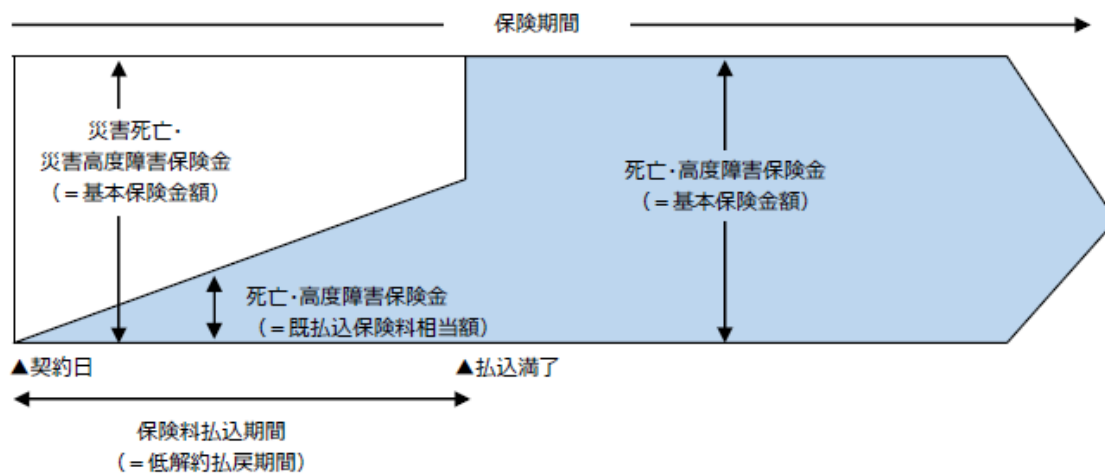 保険期間
災害死亡・
災害高度障害保険金
（＝基本保険金額）
死亡・高度障害保険金
（＝基本保険金額）
死亡・高度障害保険金
（＝既払込保険料相当額）
▲契約日
▲払込満了
保険料払込期間
（＝低解約払戻期間）